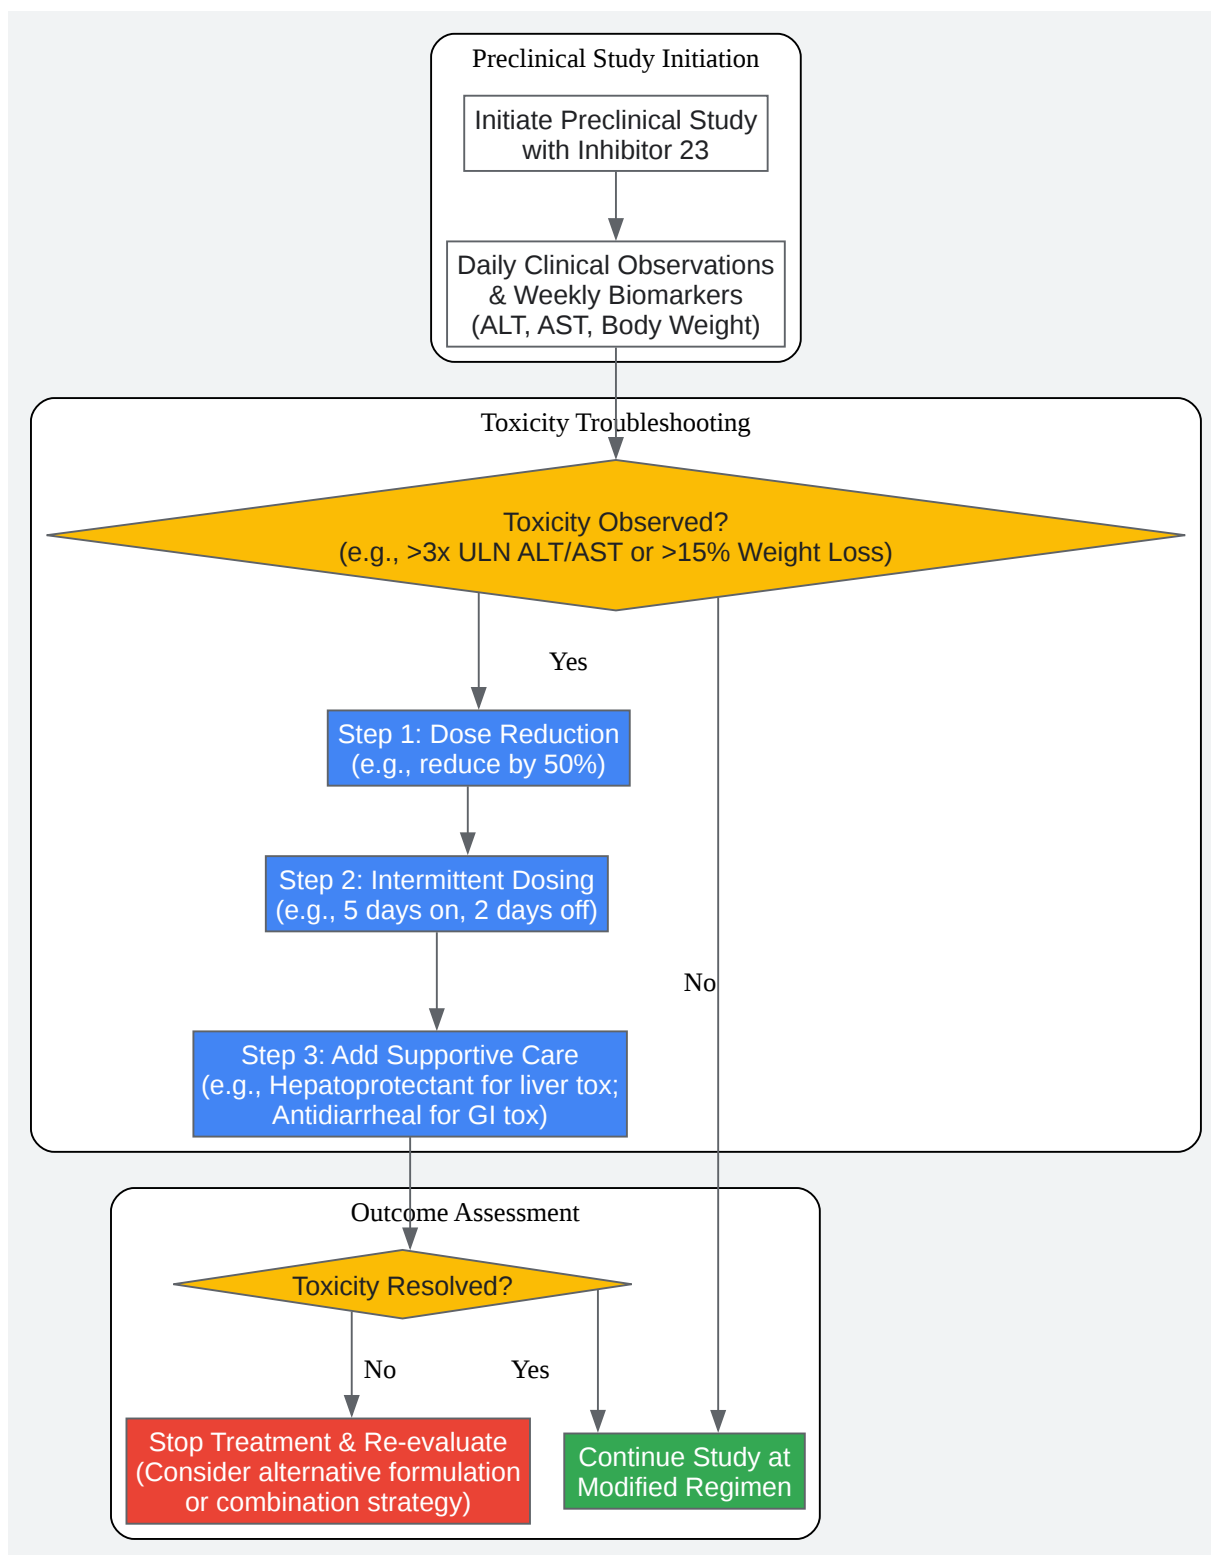 Preclinical Study Initiation
Initiate Preclinical Study
with Inhibitor 23
Daily Clinical Observations
& Weekly Biomarkers
(ALT, AST, Body Weight)
Toxicity Troubleshooting
Toxicity Observed?
(e.g., >3x ULN ALT/AST or >15% Weight Loss)
Yes
Step 1: Dose Reduction
(e.g., reduce by 50%)
Step 2: Intermittent Dosing
(e.g., 5 days on, 2 days off)
No
Step 3: Add Supportive Care
(e.g., Hepatoprotectant for liver tox;
Antidiarrheal for GI tox)
Outcome Assessment
Toxicity Resolved?
No
Yes
Stop Treatment & Re-evaluate
(Consider alternative formulation
or combination strategy)
Continue Study at
Modified Regimen